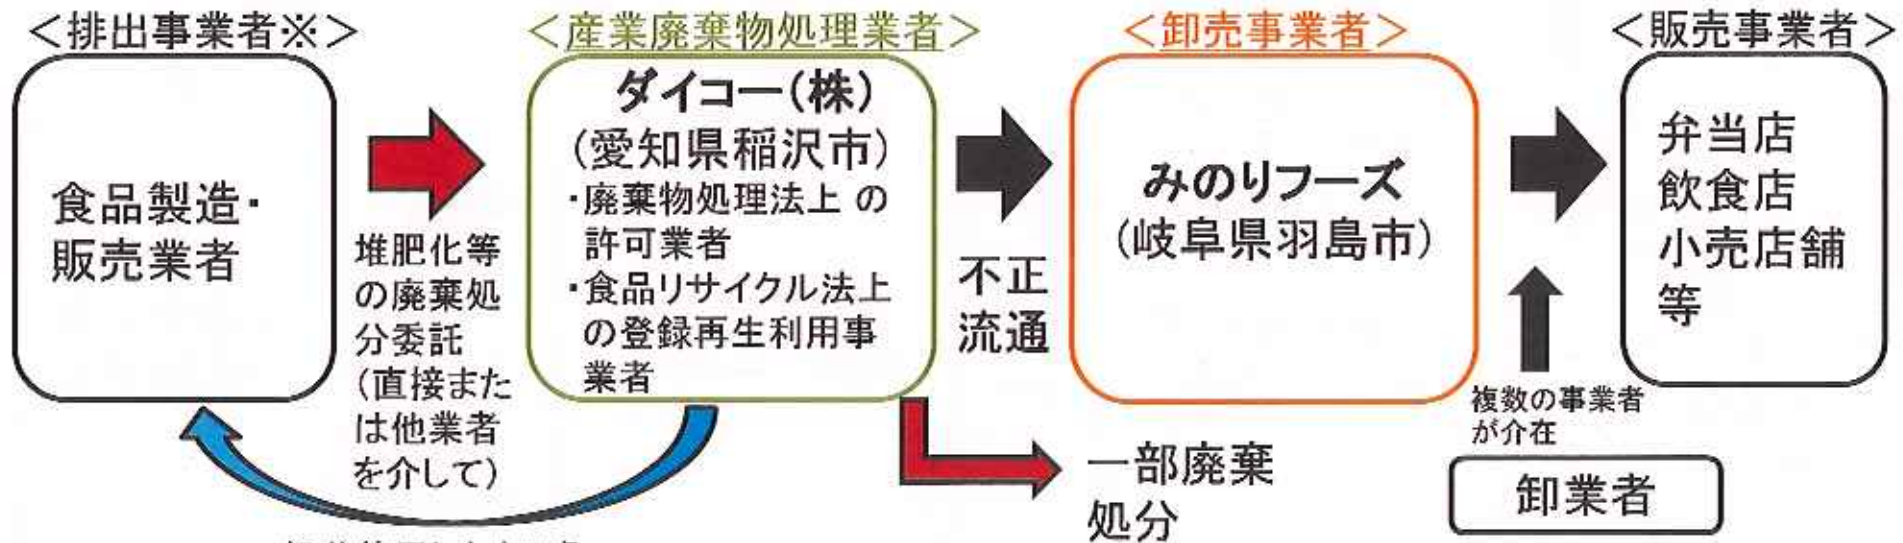 ＜排出事業者※＞
食品製造・
販売業者
堆肥化等
の廃棄処
分委託
（直接また
は他業者
を介して）
＜産業廃棄物処理業者＞
ダイコー（株）
（愛知県稲沢市）
・廃棄物処理法上 の
許可業者
・食品リサイクル法上
の登録再生利用事
業者
不正
流通
一部廃棄
処分
＜卸売事業者＞
みのりフーズ
（岐阜県羽島市）
＜販売事業者＞
弁当店
飲食店
小売店舗
等
複数の事業者
が介在
卸業者